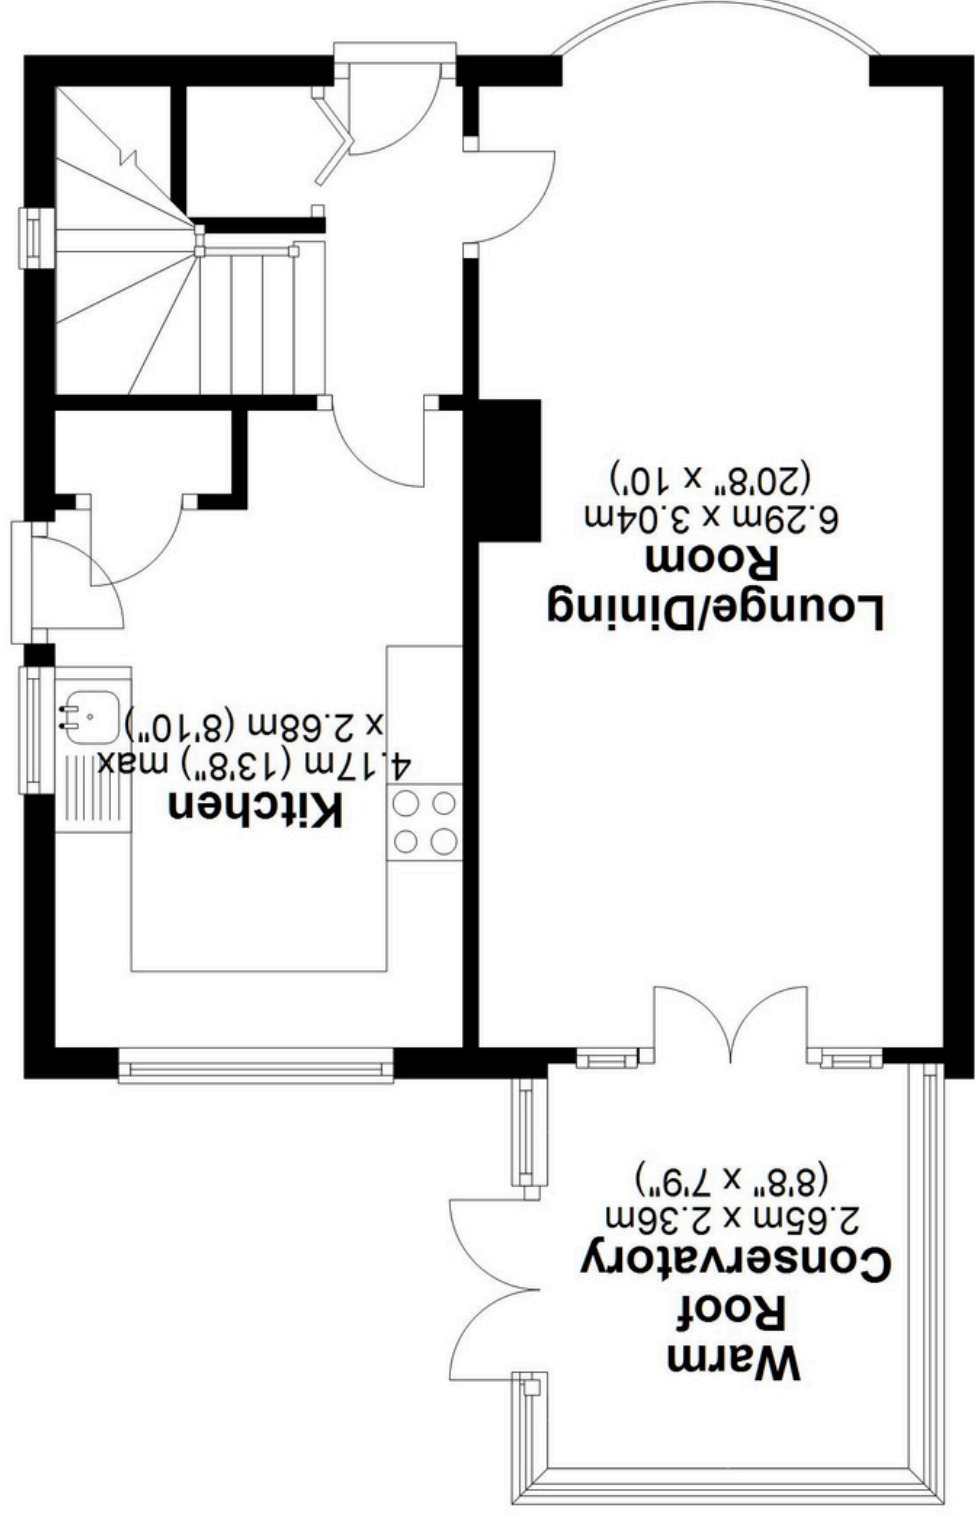 Warm
Roof
Conservatory
2.65m x 2.36m
(8'8" x 7'9")
Kitchen
4.17m (13'8") max
x 2.68m (8'10")
Lounge/Dining
Room
6.29m x 3.04m
(20'8" x 10')